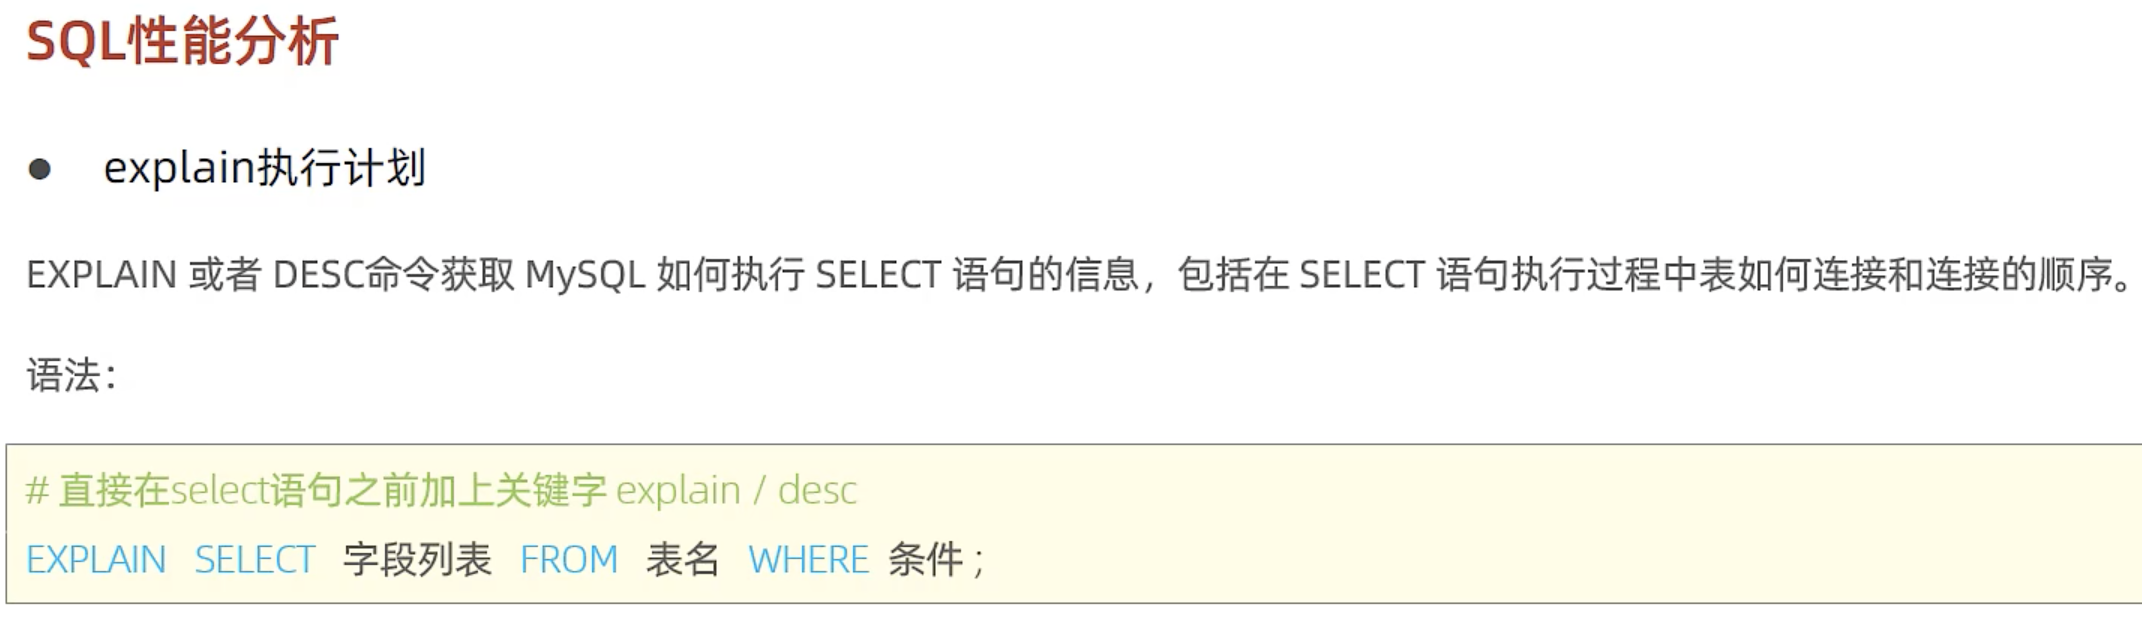 SQL性能分析
● explain执行计划
EXPLAIN 或者 DESC命令获取 MySQL 如何执行 SELECT 语句的信息，包括在 SELECT 语句执行过程中表如何连接和连接的顺序。
语法：
# 直接在select语句之前加上关键字 explain / desc
EXPLAIN SELECT 字段列表 FROM 表名 WHERE 条件 ;